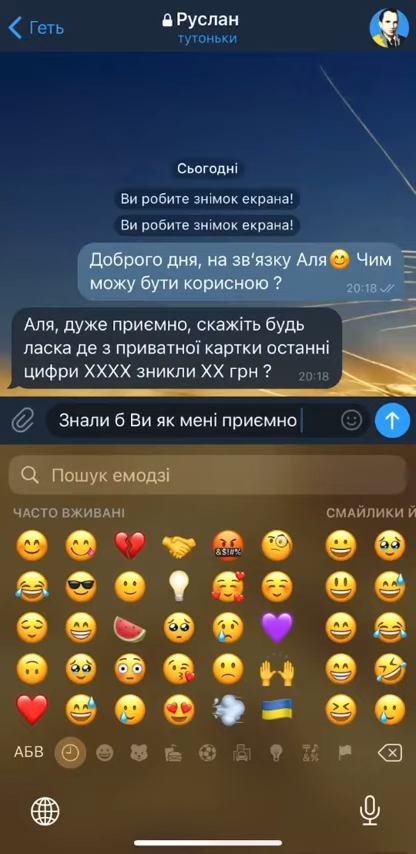 Геть
Руслан
тутоньки
Сьогодні
Ви робите знімок екрана!
Ви робите знімок екрана!
Доброго дня, на зв‘язку Аля😊 Чим
можу бути корисною ?
20:18
Аля, дуже приємно, скажіть будь
ласка де з приватної картки останні
цифри ХХХХ зникли ХХ грн ?
20:18
Знали б Ви як мені приємно
Пошук емодзі
ЧАСТО ВЖИВАНІ
СМАЙЛИКИ Й
&$!#%
АБВ